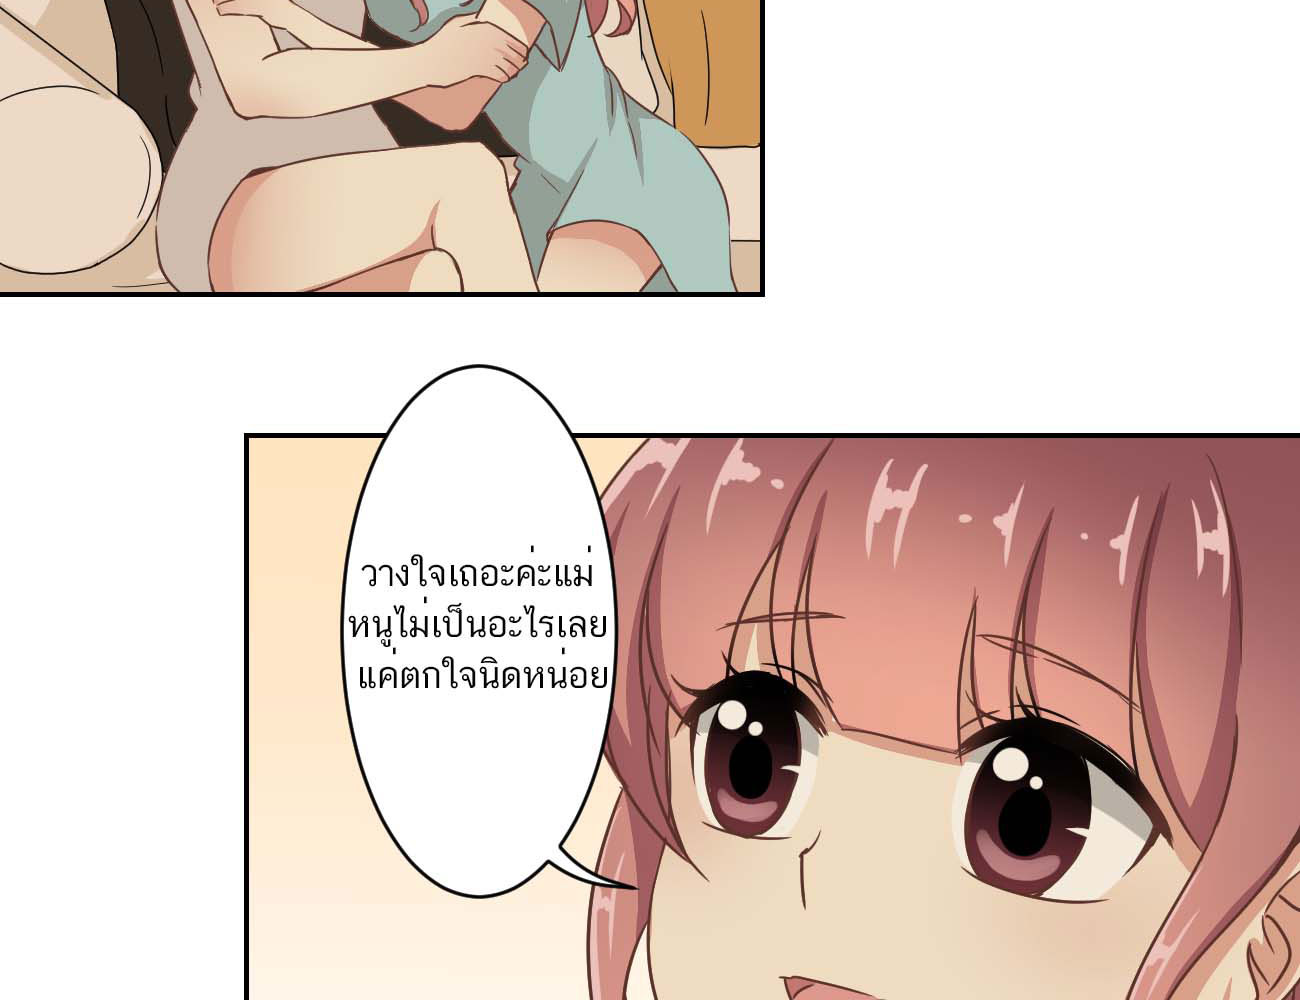 วางใจเถอะค่ะแม่
หนูไม่เป็นอะไรเลย
แค่ตกใจนิดหน่อย